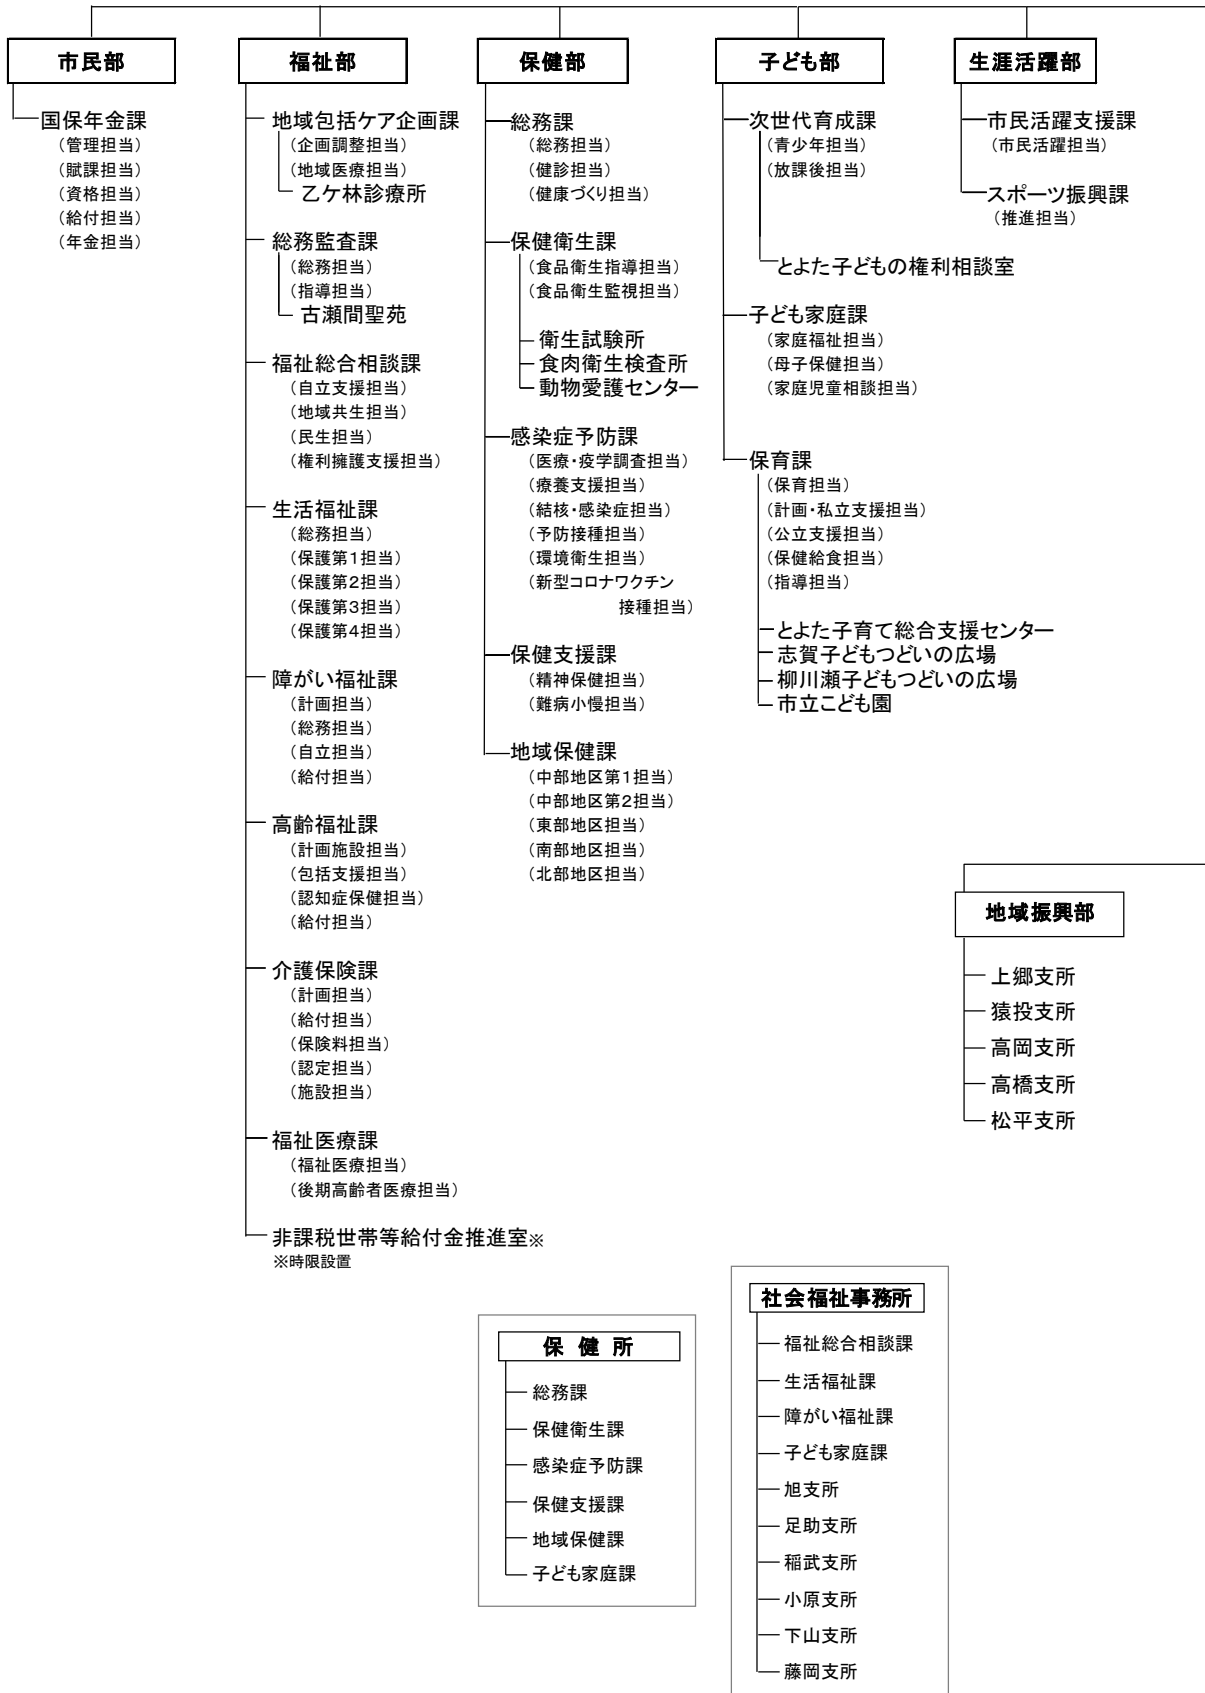 市民部
国保年金課
（管理担当）
（賦課担当）
（資格担当）
（給付担当）
（年金担当）
福祉部
地域包括ケア企画課
（企画調整担当）
（地域医療担当）
乙ケ林診療所
総務監査課
（総務担当）
（指導担当）
古瀬間聖苑
福祉総合相談課
（自立支援担当）
（地域共生担当）
（民生担当）
（権利擁護支援担当）
生活福祉課
（総務担当）
（保護第１担当）
（保護第２担当）
（保護第３担当）
（保護第４担当）
障がい福祉課
（計画担当）
（総務担当）
（自立担当）
（給付担当）
高齢福祉課
（計画施設担当）
（包括支援担当）
（認知症保健担当）
（給付担当）
介護保険課
（計画担当）
（給付担当）
（保険料担当）
（認定担当）
（施設担当）
福祉医療課
（福祉医療担当）
（後期高齢者医療担当）
非課税世帯等給付金推進室※
※時限設置
保健部
総務課
（総務担当）
（健診担当）
（健康づくり担当）
保健衛生課
（食品衛生指導担当）
（食品衛生監視担当）
衛生試験所
食肉衛生検査所
動物愛護センター
感染症予防課
（医療・疫学調査担当）
（療養支援担当）
（結核・感染症担当）
（予防接種担当）
（環境衛生担当）
（新型コロナワクチン
接種担当）
保健支援課
（精神保健担当）
（難病小慢担当）
地域保健課
（中部地区第１担当）
（中部地区第２担当）
（東部地区担当）
（南部地区担当）
（北部地区担当）
子ども部
次世代育成課
（青少年担当）
（放課後担当）
とよた子どもの権利相談室
子ども家庭課
（家庭福祉担当）
（母子保健担当）
（家庭児童相談担当）
保育課
（保育担当）
（計画・私立支援担当）
（公立支援担当）
（保健給食担当）
（指導担当）
とよた子育て総合支援センター
志賀子どもつどいの広場
柳川瀬子どもつどいの広場
市立こども園
生涯活躍部
市民活躍支援課
（市民活躍担当）
スポーツ振興課
（推進担当）
地域振興部
上郷支所
猿投支所
高岡支所
高橋支所
松平支所
保 健 所
総務課
保健衛生課
感染症予防課
保健支援課
地域保健課
子ども家庭課
社会福祉事務所
福祉総合相談課
生活福祉課
障がい福祉課
子ども家庭課
旭支所
足助支所
稲武支所
小原支所
下山支所
藤岡支所